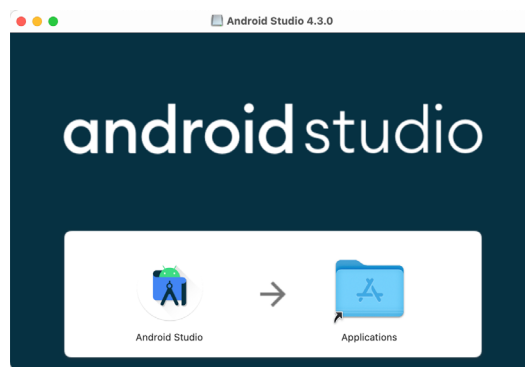 Android Studio 4.3.0
android studio
Android Studio
Applications